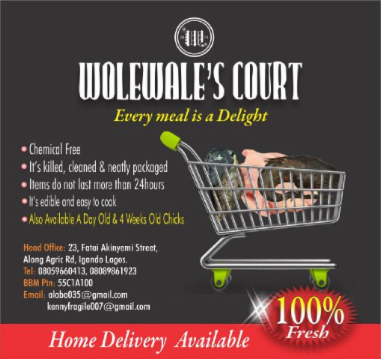 WOLEWALE'S COURT
Every meal is a Delight
Chemical Free
It's killed, cleaned & neatly packaged
Items do not last more than 24hours
It's edible and easy to cook
Also Available A Day Old & 4 Weeks Old Chicks
Head Office: 23, Fatai Akinyemi Street,
Along Agric Rd, Igando Lagos.
Tel: 08059660413, 08089861923
BBM Pin: 55C1A100
Email: alabo035@gmail.com
kennyfragile007@gmail.com
100%
Fresh
Home Delivery Available